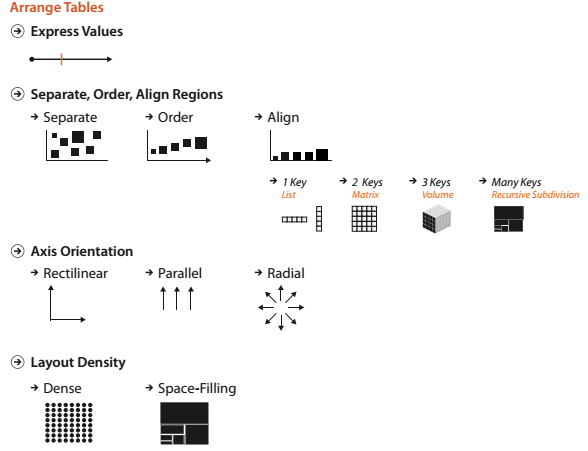 Arrange Tables
Express Values
Separate, Order, Align Regions
Separate
Order
Align
1 Key
2 Keys
3 Keys
Many Keys
List
Matrix
Volume
Recursive Subdivision
Axis Orientation
Rectilinear
Parallel
Radial
Layout Density
Dense
Space-Filling